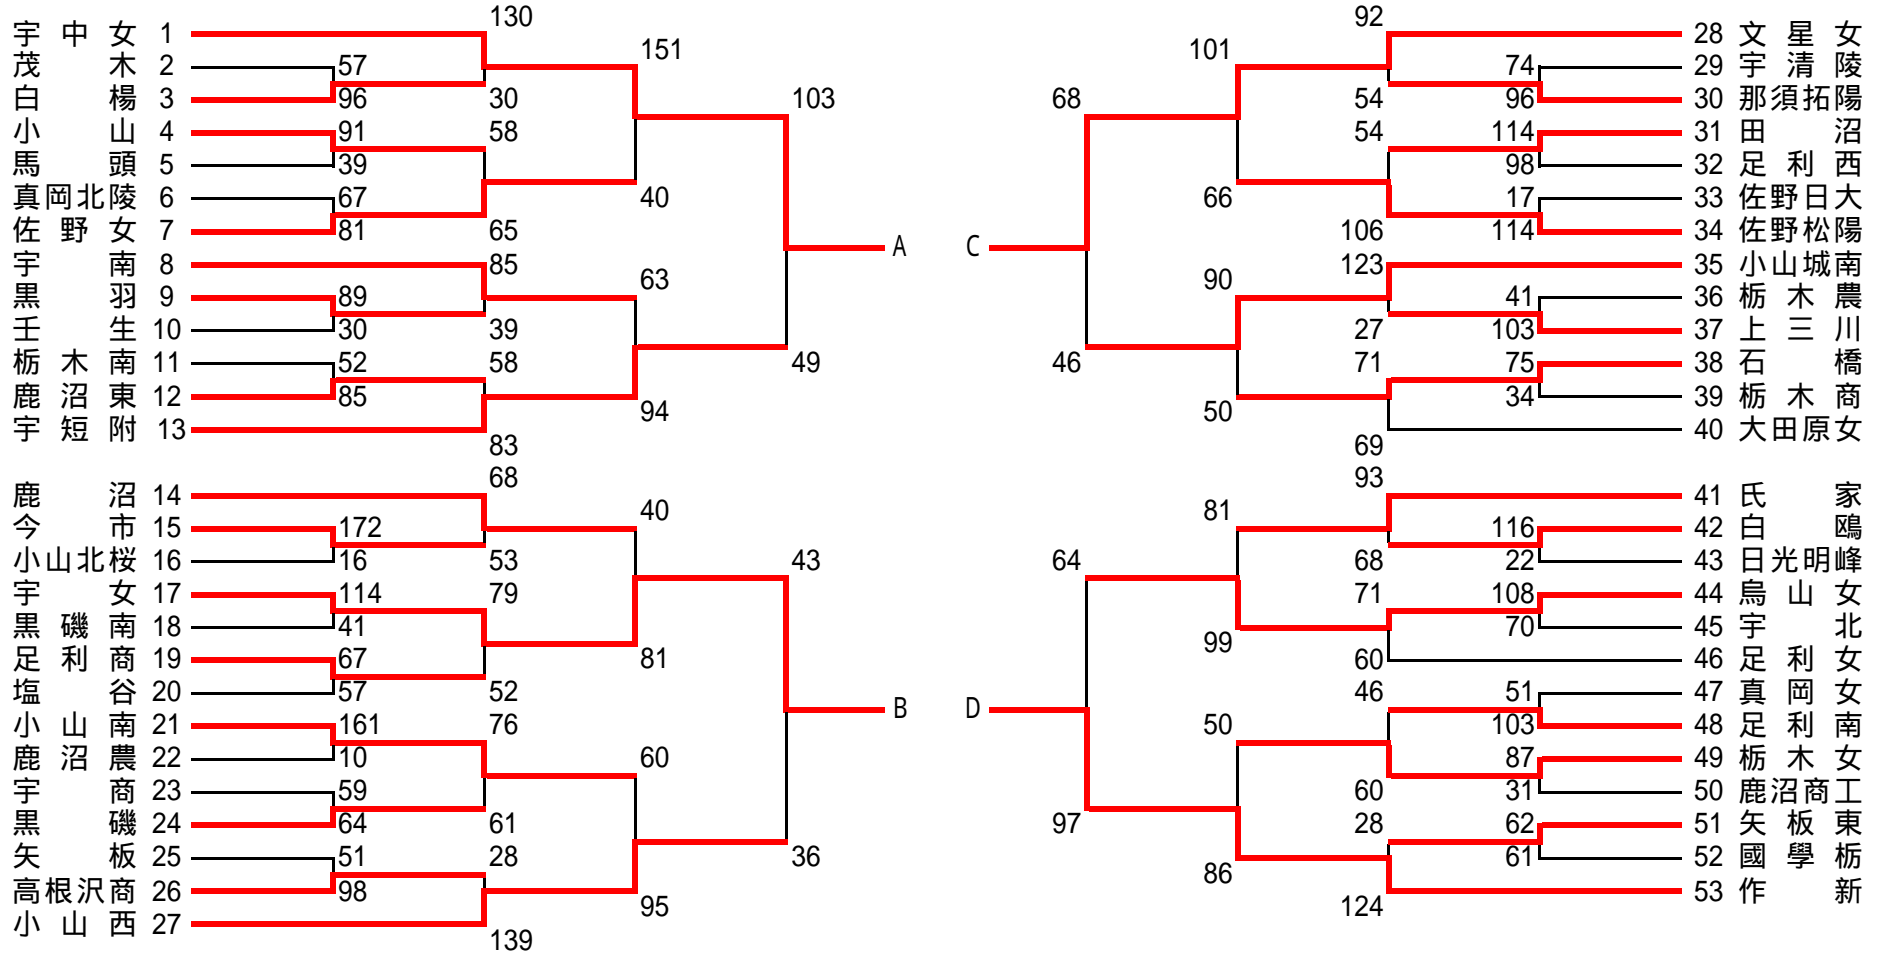 130
92
宇中女 1
28 文星女
151
101
茂木 2
57
74
29 宇清陵
白楊 3
96
30
103
68
54
96
30 那須拓陽
小山 4
91
58
54
114
31 田沼
馬頭 5
39
98
32 足利西
真岡北陵 6
67
40
66
17
33 佐野日大
佐野女 7
81
65
106
114
34 佐野松陽
A
C
宇南 8
85
123
35 小山城南
63
90
黒羽 9
89
41
36 栃木農
壬生 10
30
39
27
103
37 上三川
栃木南 11
52
58
49
46
71
75
38 石橋
鹿沼東 12
85
34
39 栃木商
94
50
宇短附 13
40 大田原女
83
69
68
93
鹿沼 14
41 氏家
40
81
今市 15
172
116
42 白鴎
小山北桜 16
16
53
43
64
68
22
43 日光明峰
宇女 17
114
79
71
108
44 烏山女
黒磯南 18
41
70
45 宇北
99
足利商 19
67
81
60
46 足利女
塩谷 20
57
52
46
51
47 真岡女
B
D
小山南 21
161
76
50
103
48 足利南
鹿沼農 22
10
60
87
49 栃木女
宇商 23
59
60
31
50 鹿沼商工
黒磯 24
64
61
97
28
62
51 矢板東
矢板 25
51
28
36
61
52 國學栃
86
高根沢商 26
98
53 作新
95
124
小山西 27
139